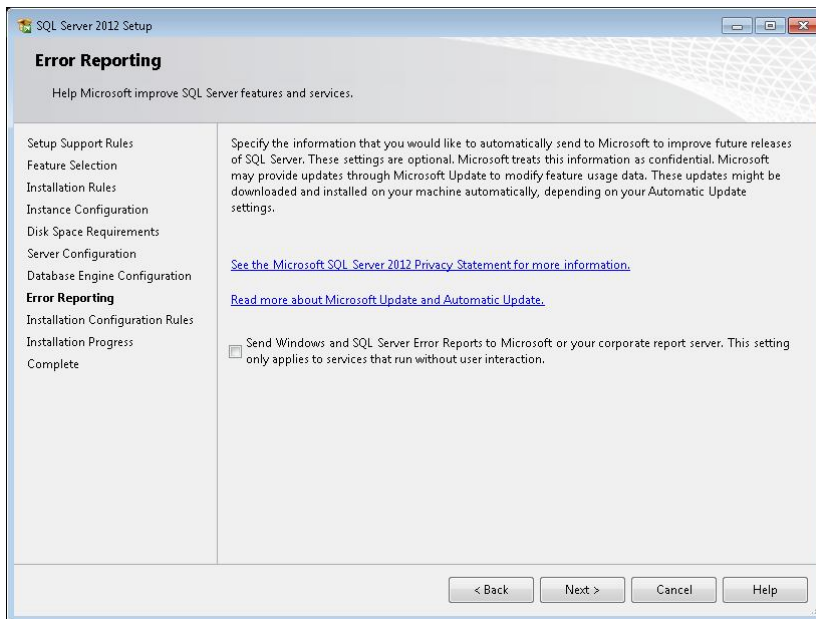 SQL Server 2012 Setup
Error Reporting
Help Microsoft improve SQL Server features and services.
Setup Support Rules
Feature Selection
Installation Rules
Instance Configuration
Disk Space Requirements
Server Configuration
Database Engine Configuration
Error Reporting
Installation Configuration Rules
Installation Progress
Complete
Specify the information that you would like to automatically send to Microsoft to improve future releases
of SQL Server. These settings are optional. Microsoft treats this information as confidential. Microsoft
may provide updates through Microsoft Update to modify feature usage data. These updates might be
downloaded and installed on your machine automatically, depending on your Automatic Update
settings.
See the Microsoft SQL Server 2012 Privacy Statement for more information.
Read more about Microsoft Update and Automatic Update.
Send Windows and SQL Server Error Reports to Microsoft or your corporate report server. This setting
only applies to services that run without user interaction.
< Back
Next >
Cancel
Help